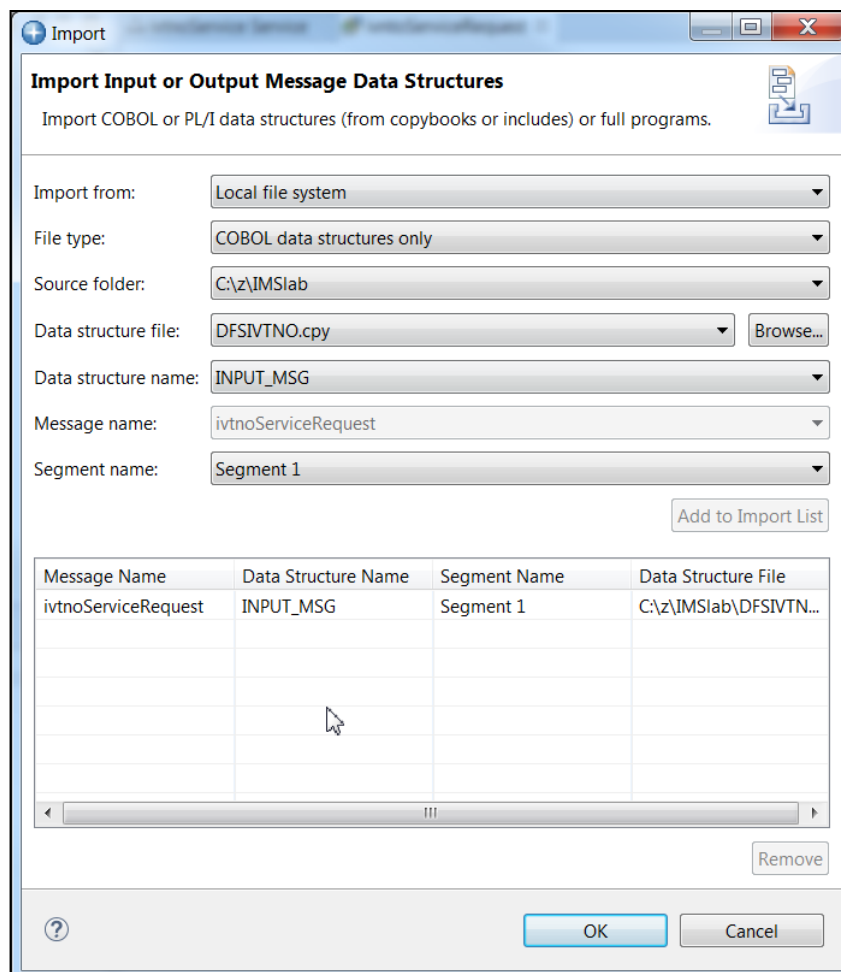 Import
Import Input or Output Message Data Structures
Import COBOL or PL/I data structures (from copybooks or includes) or full programs.
Import from: Local file system
File type: COBOL data structures only
Source folder: C:\z\IMSlab
Data structure file: DFSIVTNO.cpy Browse...
Data structure name: INPUT_MSG
Message name: ivtnoServiceRequest
Segment name: Segment 1
Add to Import List
Message Name Data Structure Name Segment Name Data Structure File
ivtnoServiceRequest INPUT_MSG Segment 1 C:\z\IMSlab\DFSIVTN...
Remove
OK Cancel